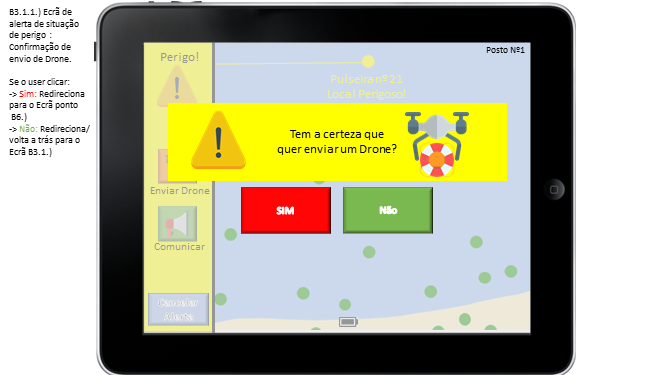 B3.1.1.) Ecrã de
alerta de situação
de perigo :
Confirmação de
envio de Drone.
Se o user clicar:
-> Sim: Redireciona
para o Ecrã ponto
B6.)
-> Não: Redireciona/
volta a trás para o
Ecrã B3.1.)
Posto Nº1
Perigo!
Pulseira nº 21
Local Perigoso!
Tem a certeza que
quer enviar um Drone?
Enviar Drone
SIM
Não
Comunicar
Cancelar
Alerta